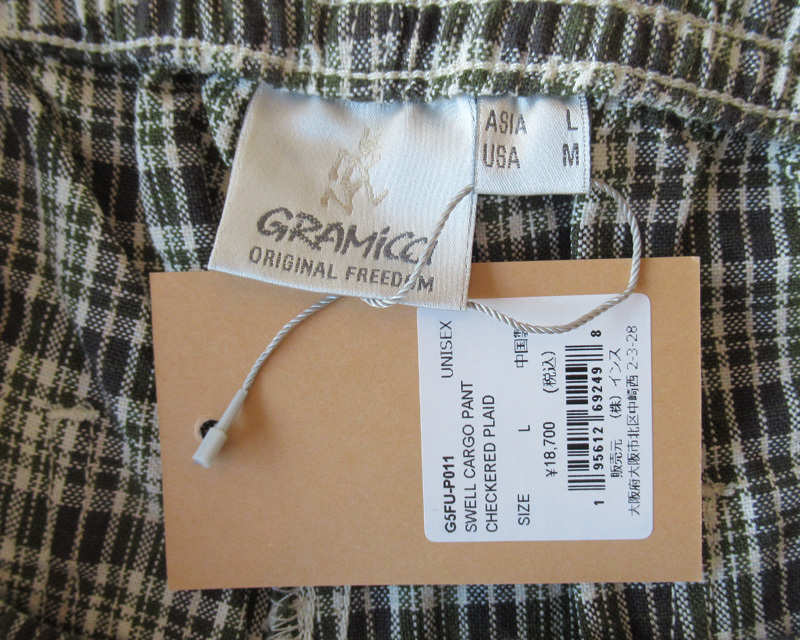 GRAMiCCi
ORIGINAL FREEDOM
ASIA L
USA M
UNISEX
G5FU-P011
SWELL CARGO PANT
CHECKERED PLAID
中国製
SIZE L
¥18,700 (税込)
1 95612 69249 8
販売元 (株) インス
大阪府大阪市北区中崎西 2-3-28